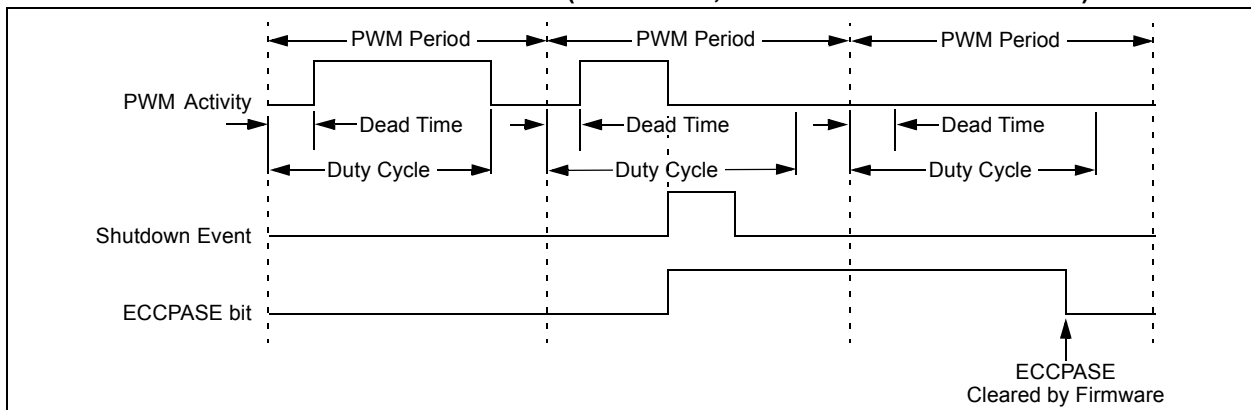 PWM Period PWM Period PWM Period
PWM Activity
Dead Time Dead Time Dead Time
Duty Cycle Duty Cycle Duty Cycle
Shutdown Event
ECCPASE bit
ECCPASE
Cleared by Firmware